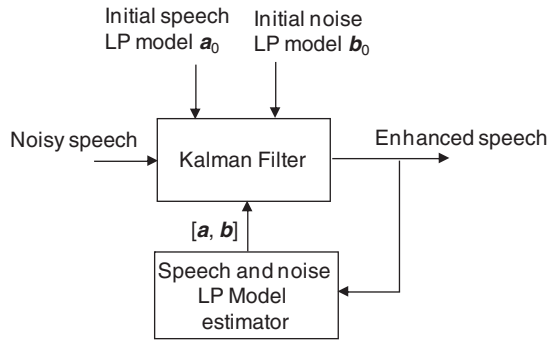 Initial speech
LP model a0
Initial noise
LP model b0
Noisy speech
Kalman Filter
Enhanced speech
[a, b]
Speech and noise
LP Model
estimator